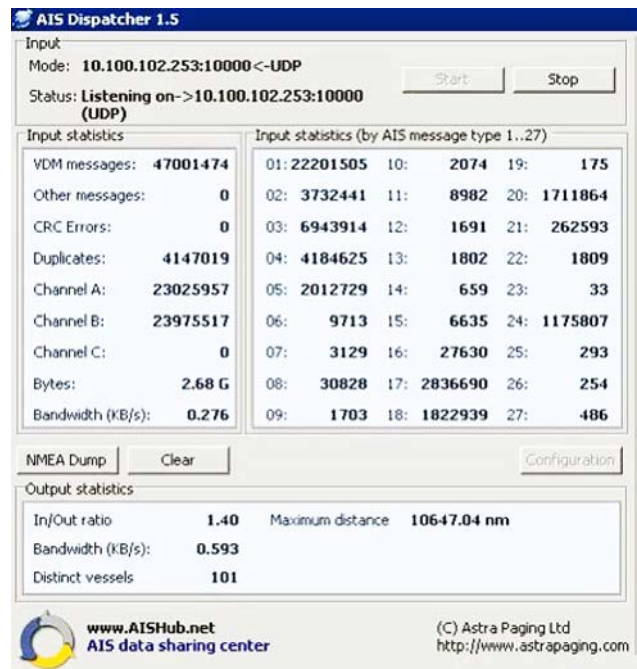 AIS Dispatcher 1.5
Input
Mode: 10.100.102.253:10000<-UDP
Start
Stop
Status: Listening on->10.100.102.253:10000
(UDP)
Input statistics
VDM messages: 47001474
Other messages: 0
CRC Errors: 0
Duplicates: 4147019
Channel A: 23025957
Channel B: 23975517
Channel C: 0
Bytes: 2.68 G
Bandwidth (KB/s): 0.276
Input statistics (by AIS message type 1..27)
01: 22201505 10: 2074 19: 175
02: 3732441 11: 8982 20: 1711864
03: 6943914 12: 1691 21: 262593
04: 4184625 13: 1802 22: 1809
05: 2012729 14: 659 23: 33
06: 9713 15: 6635 24: 1175807
07: 3129 16: 27630 25: 293
08: 30828 17: 2836690 26: 254
09: 1703 18: 1822939 27: 486
NMEA Dump
Clear
Configuration
Output statistics
In/Out ratio 1.40 Maximum distance 10647.04 nm
Bandwidth (KB/s): 0.593
Distinct vessels 101
www.AISHub.net
AIS data sharing center
(C) Astra Paging Ltd
http://www.astrapaging.com